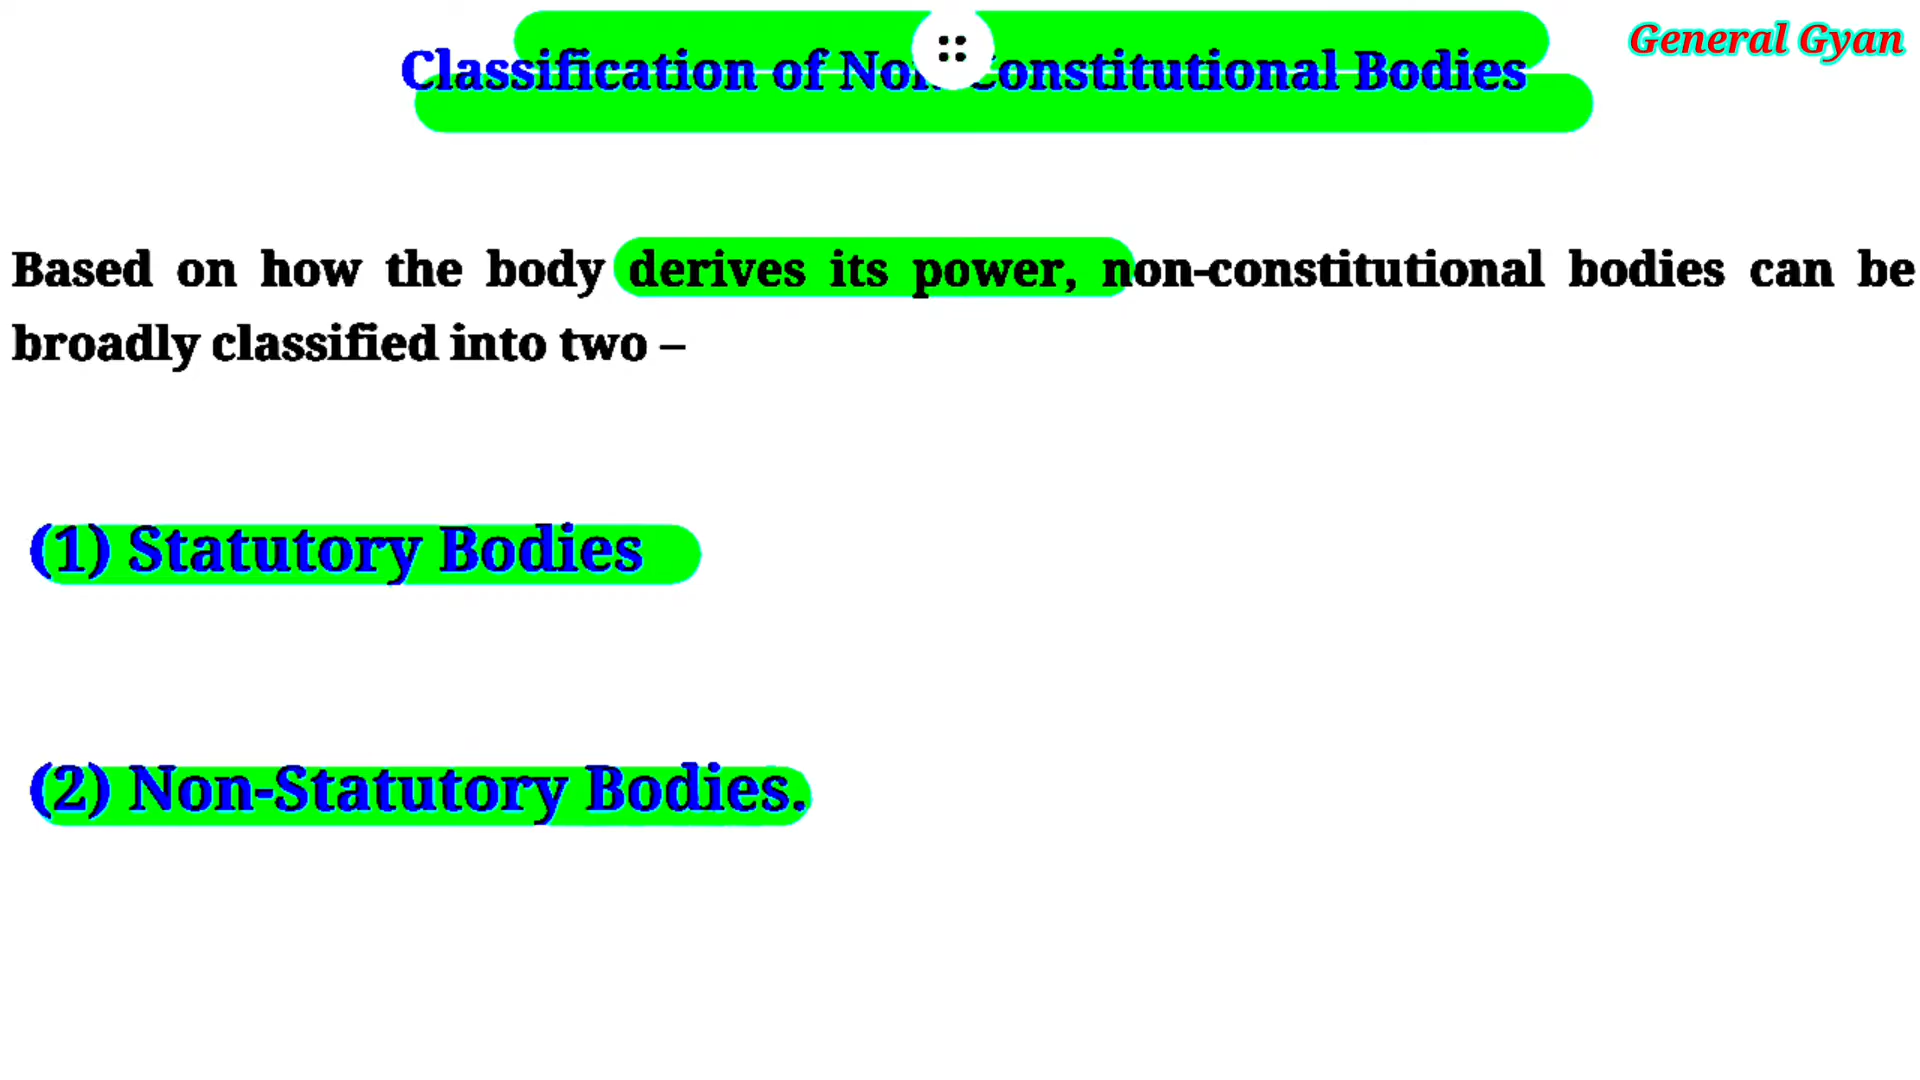 General Gyan
Classification of Non-Constitutional Bodies
Based on how the body derives its power, non-constitutional bodies can be
broadly classified into two –
(1) Statutory Bodies
(2) Non-Statutory Bodies.